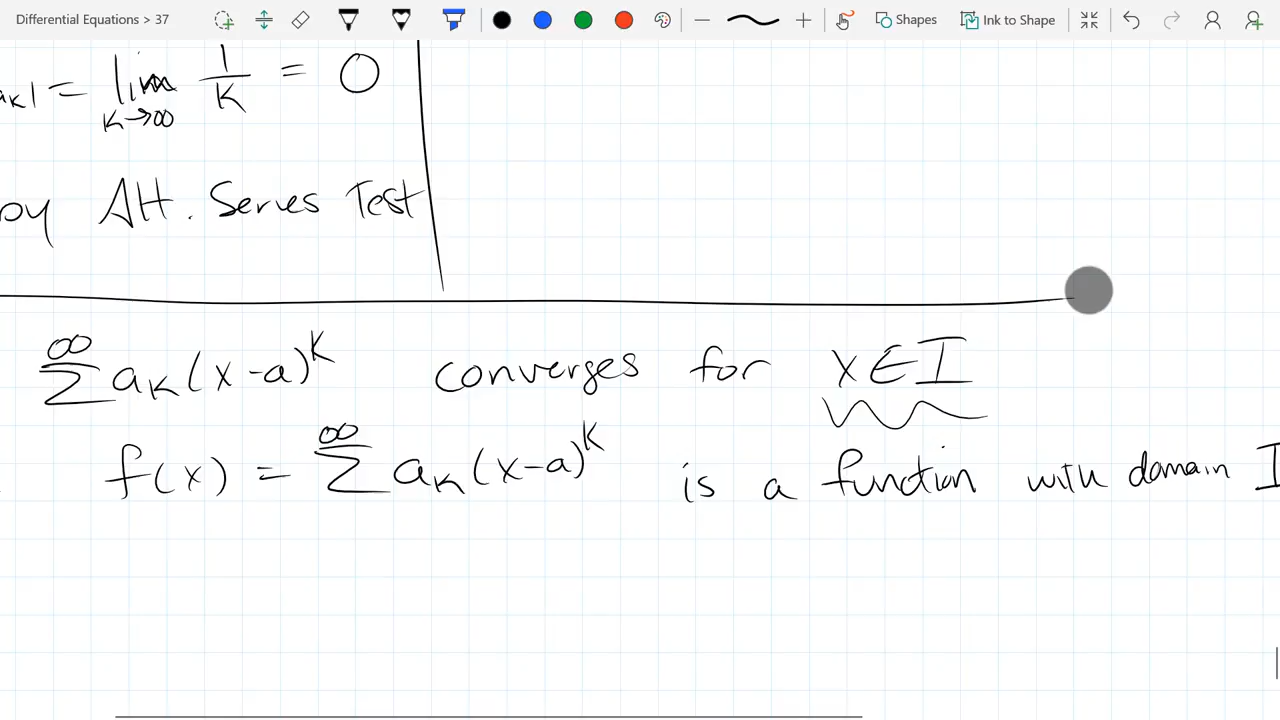 Differential Equations > 37
Shapes
Ink to Shape
aₖ| = lim 1/k = 0
k→∞
by Alt. Series Test
∞
∑ aₖ(x-a)ᵏ converges for x∈I
∞
f(x) = ∑ aₖ(x-a)ᵏ is a function with domain I